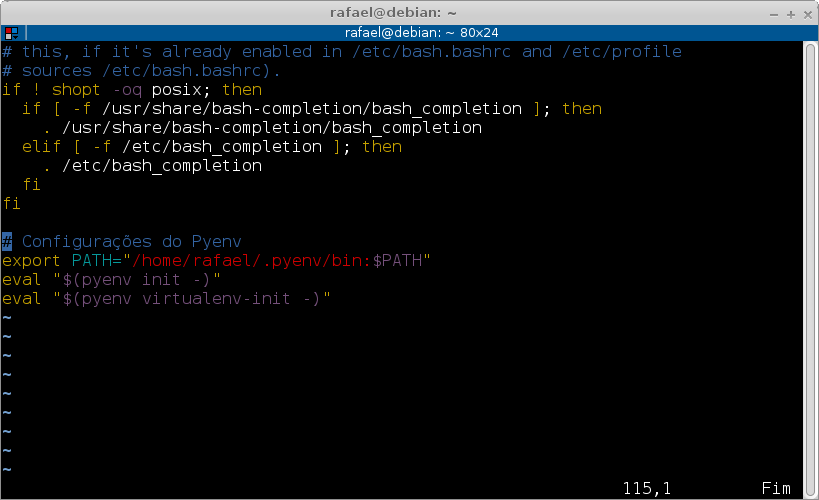 rafael@debian: ~
rafael@debian: ~ 80x24
# this, if it's already enabled in /etc/bash.bashrc and /etc/profile
# sources /etc/bash.bashrc).
if ! shopt -oq posix; then
  if [ -f /usr/share/bash-completion/bash_completion ]; then
    . /usr/share/bash-completion/bash_completion
  elif [ -f /etc/bash_completion ]; then
    . /etc/bash_completion
  fi
fi

# Configurações do Pyenv
export PATH="/home/rafael/.pyenv/bin:$PATH"
eval "$(pyenv init -)"
eval "$(pyenv virtualenv-init -)"
~
~
~
~
~
~
~
~
~
115,1 Fim